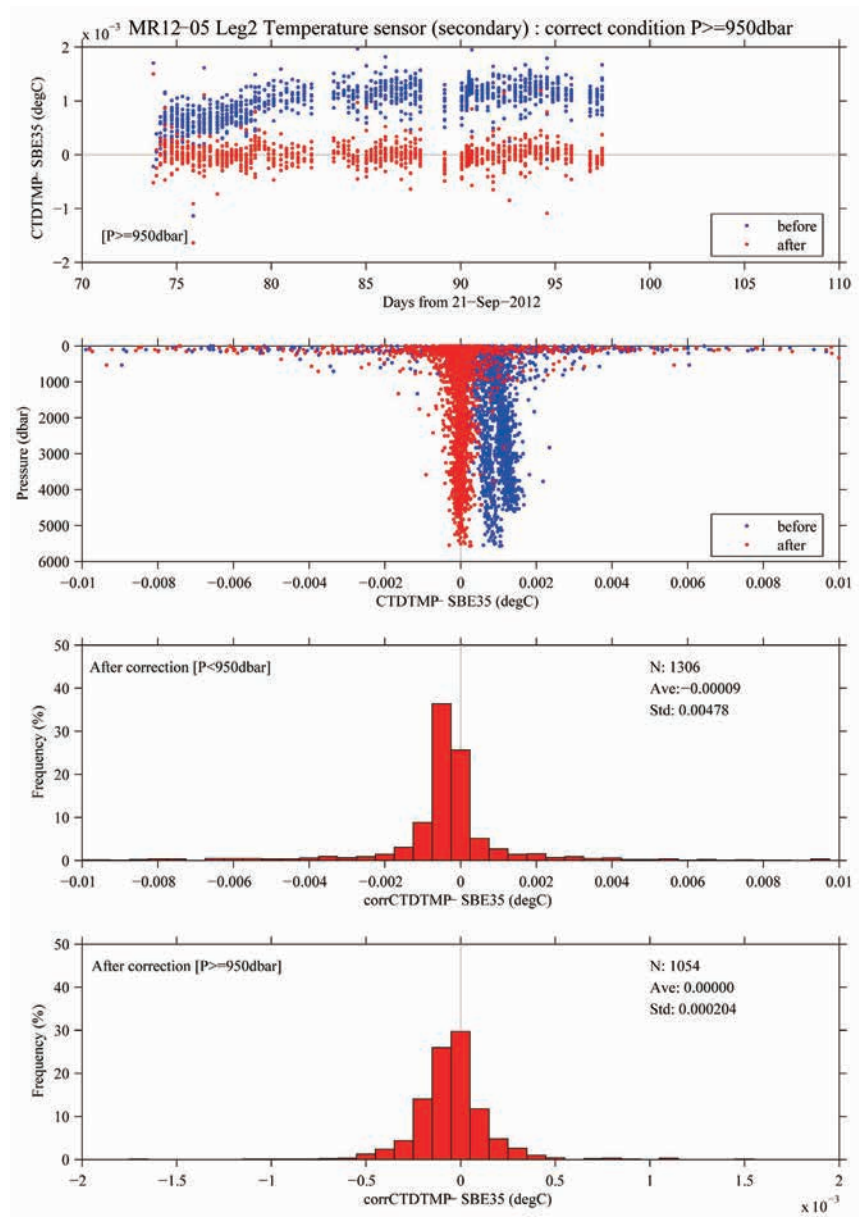 MR12−05 Leg2 Temperature sensor (secondary) : correct condition P>=950dbar
x 10⁻³
2
1
0
−1
−2
CTDTMP− SBE35 (degC)
[P>=950dbar]
before
after
70 75 80 85 90 95 100 105 110
Days from 21−Sep−2012
0
1000
2000
3000
4000
5000
6000
Pressure (dbar)
before
after
−0.01 −0.008 −0.006 −0.004 −0.002 0 0.002 0.004 0.006 0.008 0.01
CTDTMP− SBE35 (degC)
50
40
30
20
10
0
Frequency (%)
After correction [P<950dbar]
N: 1306
Ave:−0.00009
Std: 0.00478
−0.01 −0.008 −0.006 −0.004 −0.002 0 0.002 0.004 0.006 0.008 0.01
corrCTDTMP− SBE35 (degC)
50
40
30
20
10
0
Frequency (%)
After correction [P>=950dbar]
N: 1054
Ave: 0.00000
Std: 0.000204
−2 −1.5 −1 −0.5 0 0.5 1 1.5 2
corrCTDTMP− SBE35 (degC)
x 10⁻³